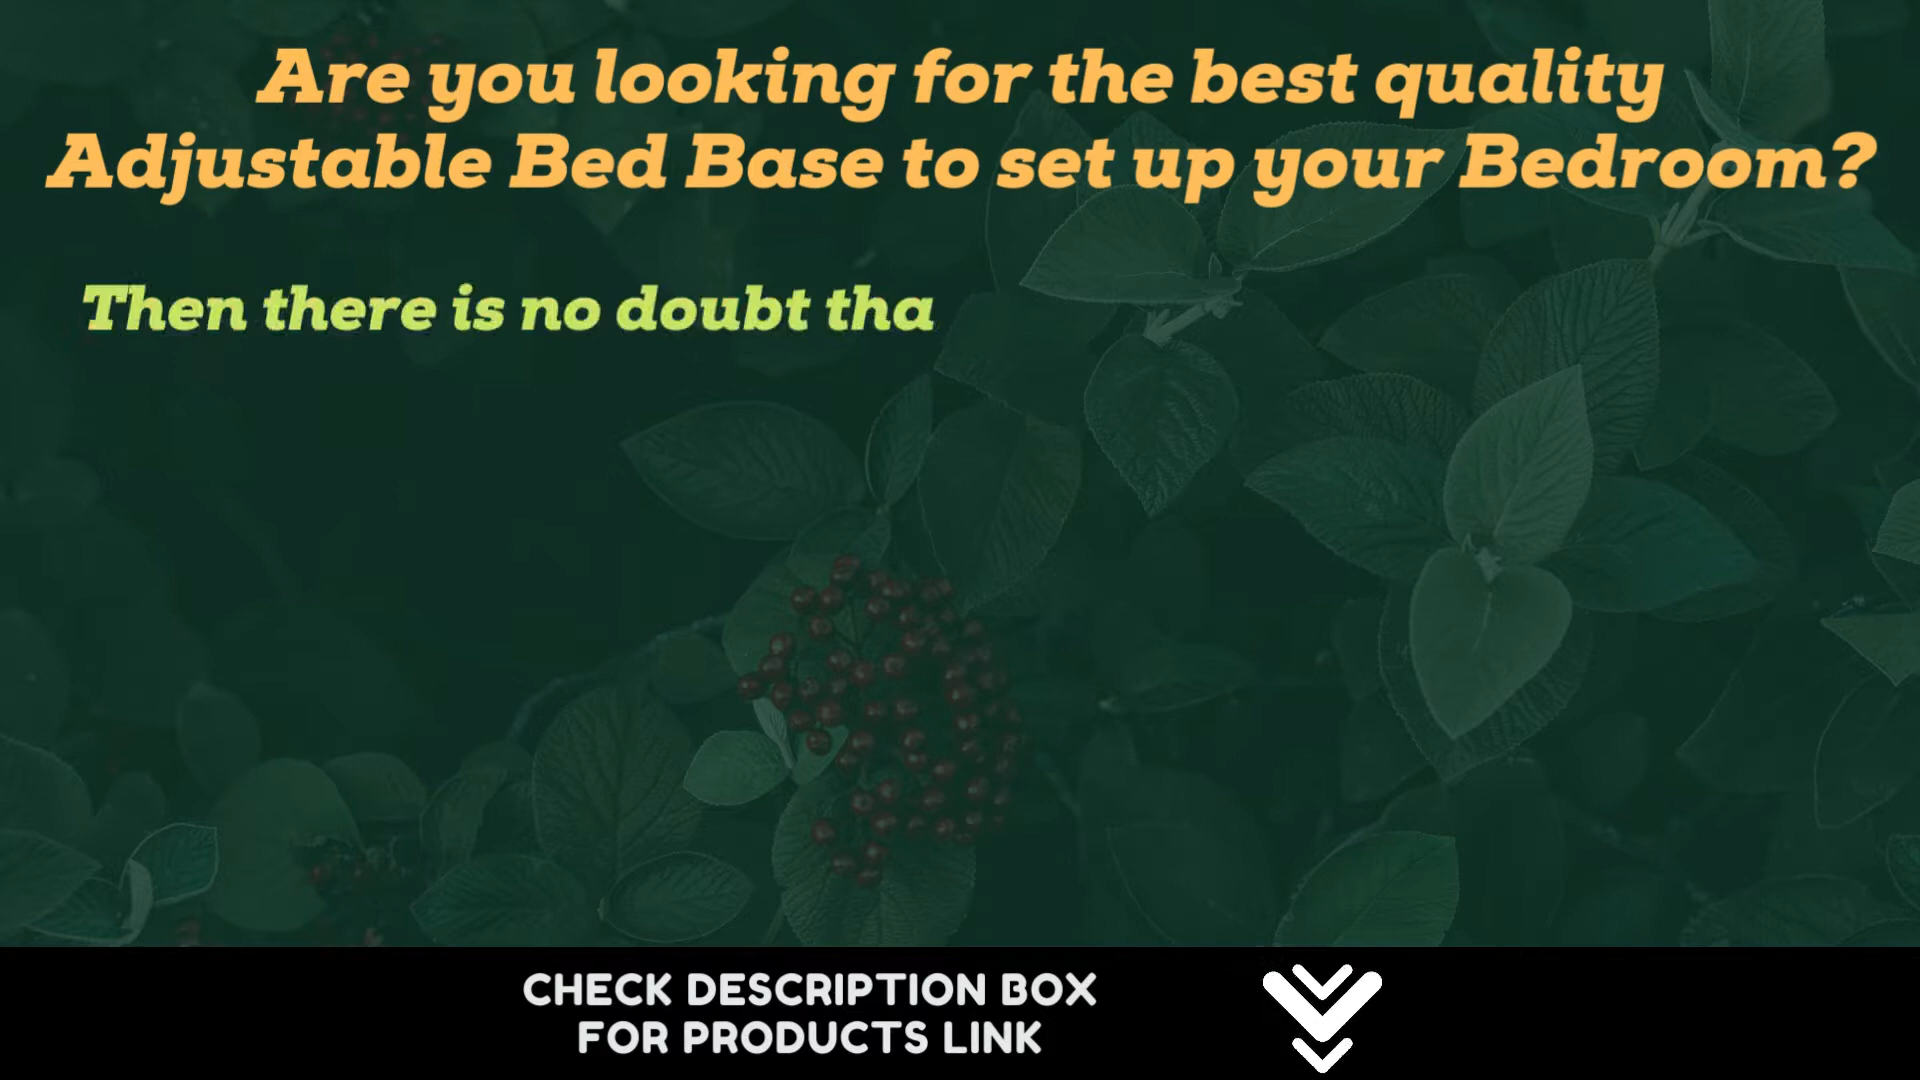 Are you looking for the best quality
Adjustable Bed Base to set up your Bedroom?
Then there is no doubt tha
CHECK DESCRIPTION BOX
FOR PRODUCTS LINK